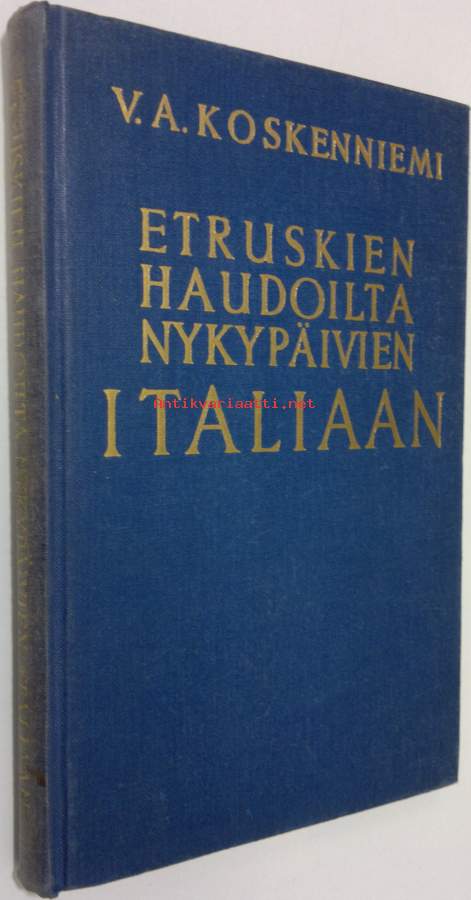 V. A. KOSKENNIEMI
ETRUSKIEN
HAUDOILTA
NYKYPÄIVIEN
ITALIAAN
Antikvariaatti.net